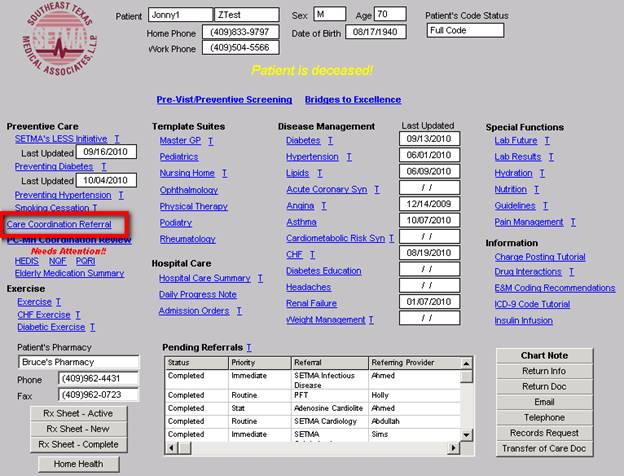 SOUTHEAST TEXAS
SETMA
MEDICAL ASSOCIATES, L.L.P.
Patient Jonny1 ZTest Sex M Age 70 Patient's Code Status
Home Phone (409)833-9797 Date of Birth 08/17/1940 Full Code
Work Phone (409)504-5566
Patient is deceased!
Pre-Vist/Preventive Screening Bridges to Excellence
Preventive Care
SETMA's LESS Initiative T
Last Updated 09/16/2010
Preventing Diabetes T
Last Updated 10/04/2010
Preventing Hypertension T
Smoking Cessation T
Care Coordination Referral
PC-MH Coordination Review
Needs Attention!!
HEDIS NQF PQRI
Elderly Medication Summary
Exercise
Exercise T
CHF Exercise T
Diabetic Exercise T
Template Suites
Master GP T
Pediatrics
Nursing Home T
Ophthalmology
Physical Therapy
Podiatry
Rheumatology
Hospital Care
Hospital Care Summary T
Daily Progress Note
Admission Orders T
Disease Management Last Updated
Diabetes T 09/13/2010
Hypertension T 06/01/2010
Lipids T 06/09/2010
Acute Coronary Syn T / /
Angina T 12/14/2009
Asthma 10/07/2010
Cardiometabolic Risk Syn T / /
CHF T 08/19/2010
Diabetes Education / /
Headaches / /
Renal Failure 01/07/2010
Weight Management T / /
Special Functions
Lab Future T
Lab Results T
Hydration T
Nutrition T
Guidelines T
Pain Management T
Information
Charge Posting Tutorial
Drug Interactions T
E&M Coding Recommendations
ICD-9 Code Tutorial
Insulin Infusion
Patient's Pharmacy
Bruce's Pharmacy
Phone (409)962-4431
Fax (409)962-0723
Rx Sheet - Active
Rx Sheet - New
Rx Sheet - Complete
Home Health
Pending Referrals T
Status Priority Referral Referring Provider
Completed Immediate SETMA Infectious Disease Ahmed
Completed Routine PFT Holly
Completed Stat Adenosine Cardiolite Ahmed
Completed Routine SETMA Cardiology Abdullah
Completed Immediate SETMA Sims
Chart Note
Return Info
Return Doc
Email
Telephone
Records Request
Transfer of Care Doc